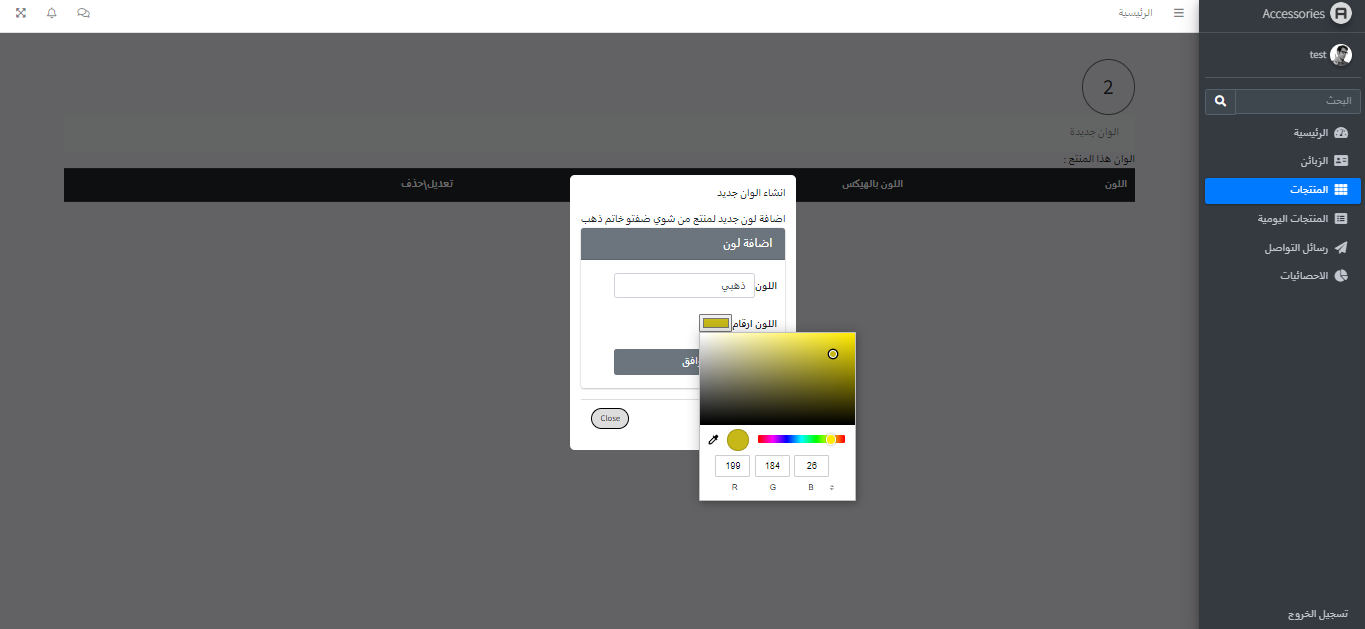 الرئيسية
Accessories
test
البحث
الرئيسية
الزبائن
المنتجات
المنتجات اليومية
رسائل التواصل
الاحصائيات
تسجيل الخروج
2
الوان جديدة
الوان هذا المنتج :
اللون
اللون بالهيكس
تعديل\حذف
انشاء الوان جديد
اضافة لون جديد لمنتج من شوي ضفتو خاتم ذهب
اضافة لون
اللون
ذهبي
اللون ارقام
Close
199 184 26
R G B